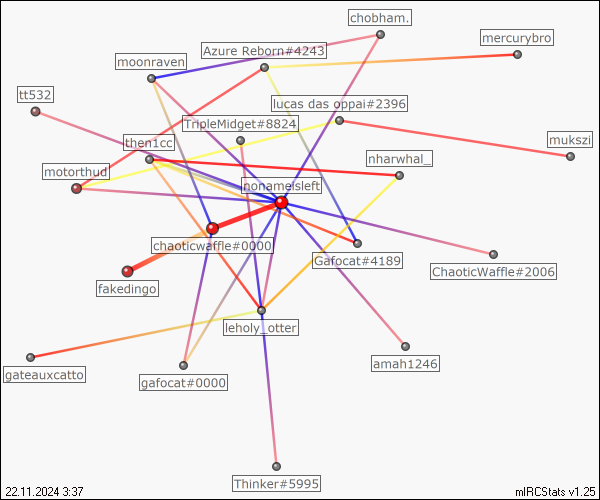 chobham.
Azure Reborn#4243
mercurybro
moonraven
tt532
lucas das oppai#2396
TripleMidget#8824
then1cc
mukszi
nharwhal_
motorthud
nonameisleft
chaoticwaffle#0000
Gafocat#4189
ChaoticWaffle#2006
fakedingo
leholy_otter
amah1246
gateauxcatto
gafocat#0000
Thinker#5995
22.11.2024 3:37
mIRCStats v1.25